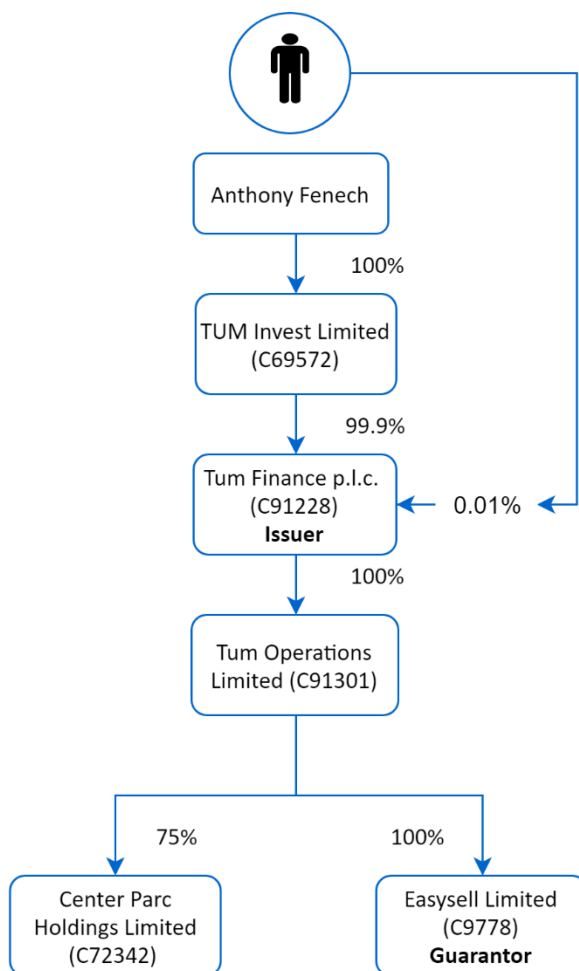 Anthony Fenech
100%
TUM Invest Limited
(C69572)
99.9%
Tum Finance p.l.c.
(C91228)
Issuer
0.01%
100%
Tum Operations
Limited (C91301)
75%
100%
Center Parc
Holdings Limited
(C72342)
Easysell Limited
(C9778)
Guarantor